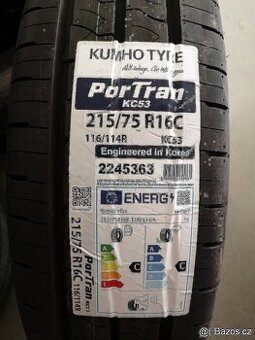 KUMHO TYRE
PorTran
KC53
215/75 R16C
116/114R KC53
Engineered in Korea
2245363
ENERG
A
B
C
D
E
C
A
B
C
D
E
C
PorTran KC53
215/75 R16C 116/114R
© Bazos.cz